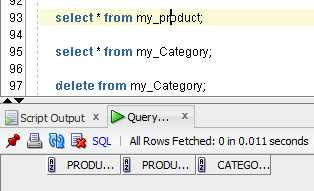 92
93 select * from my_product;
94
95 select * from my_Category;
96
97 delete from my_Category;
Script Output x Query... x
SQL | All Rows Fetched: 0 in 0.011 seconds
PRODU... PRODU... CATEGO...